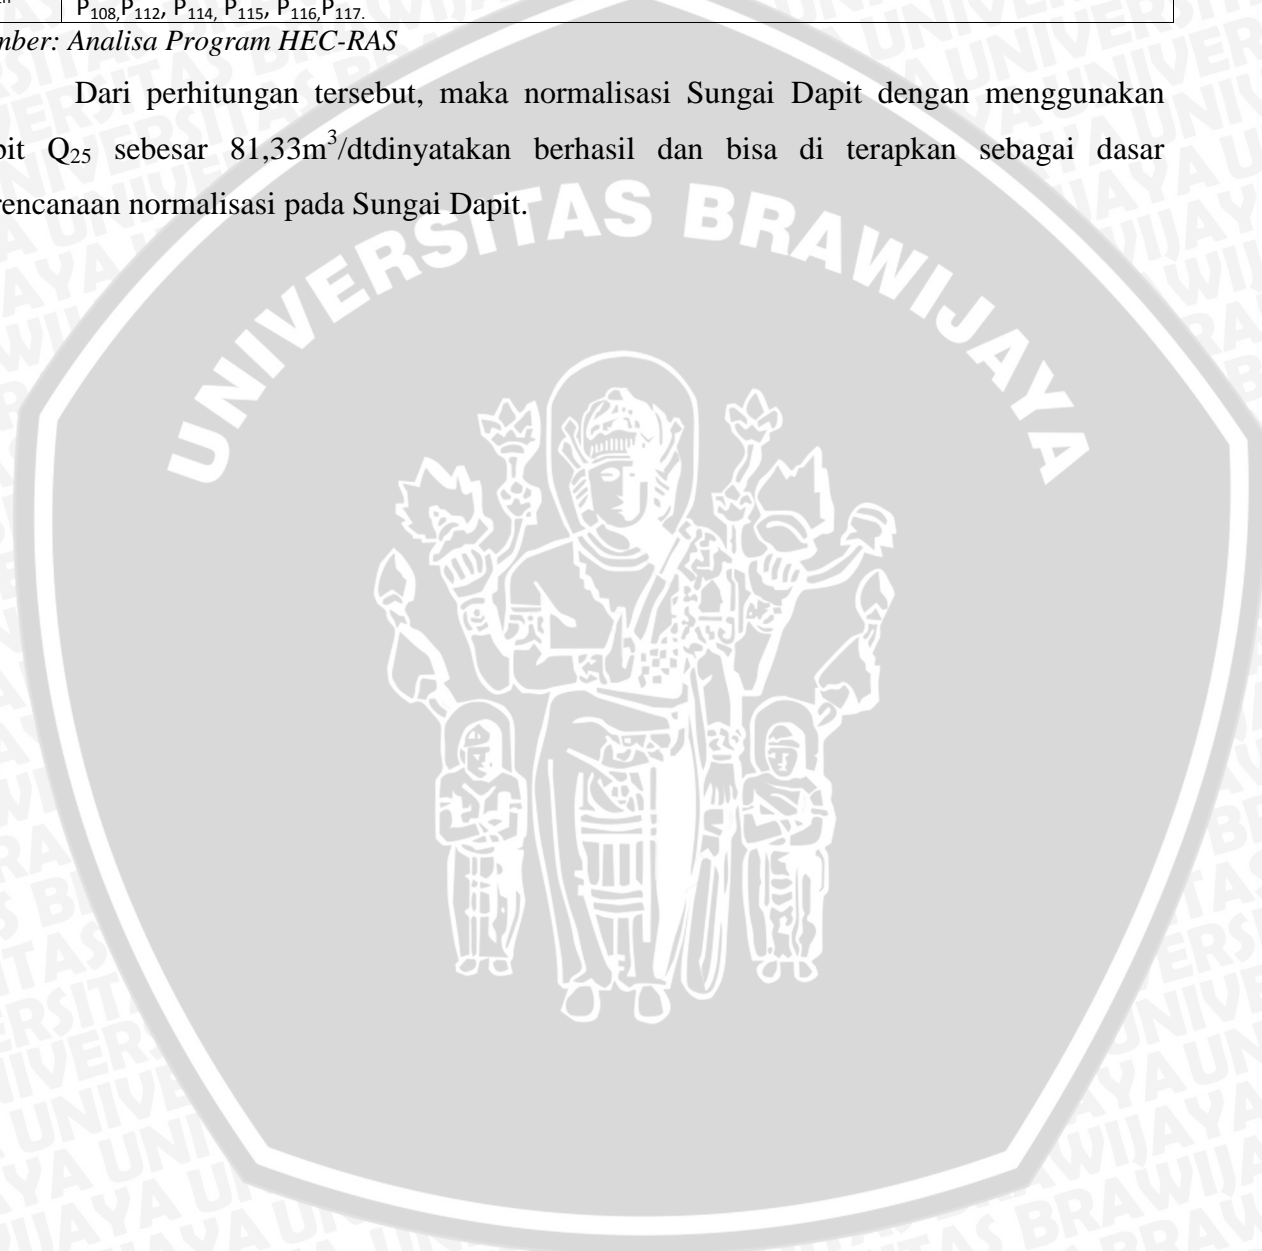 P108,P112, P114, P115, P116,P117.
mber: Analisa Program HEC-RAS
Dari perhitungan tersebut, maka normalisasi Sungai Dapit dengan menggunakan
bit Q25 sebesar 81,33m3/dtdinyatakan berhasil dan bisa di terapkan sebagai dasar
rencanaan normalisasi pada Sungai Dapit.
UNIVERSITAS BRAWIJAYA